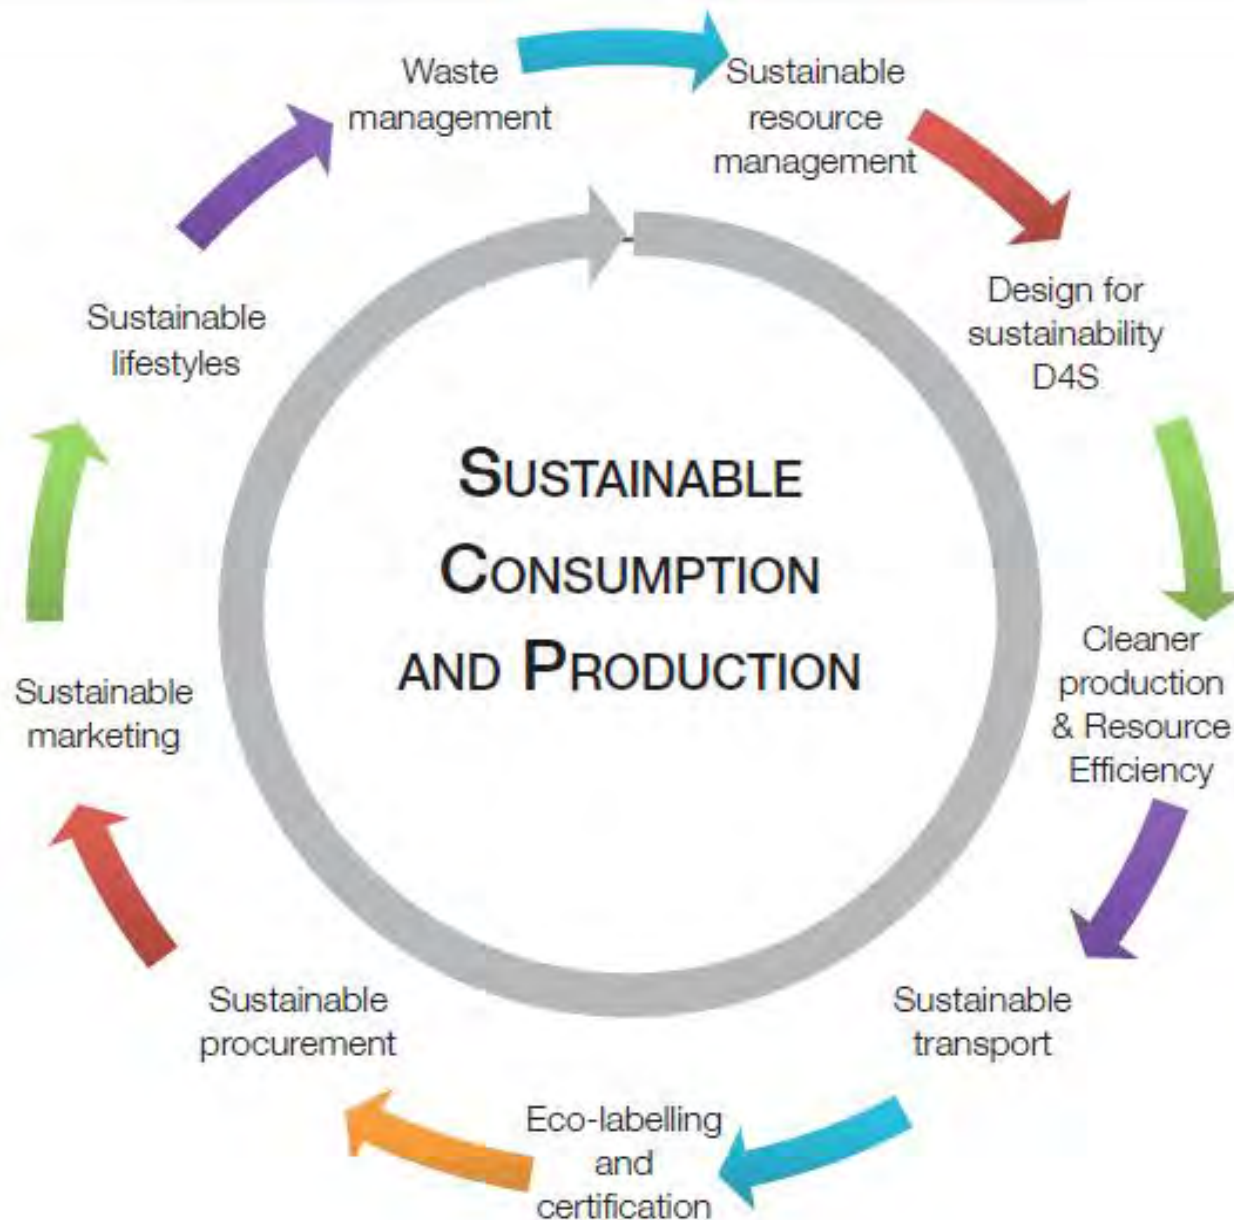 Waste
management
Sustainable
resource
management
Design for
sustainability
D4S
Cleaner
production
& Resource
Efficiency
Sustainable
transport
Eco-labelling
and
certification
Sustainable
procurement
Sustainable
marketing
Sustainable
lifestyles
SUSTAINABLE
CONSUMPTION
AND PRODUCTION